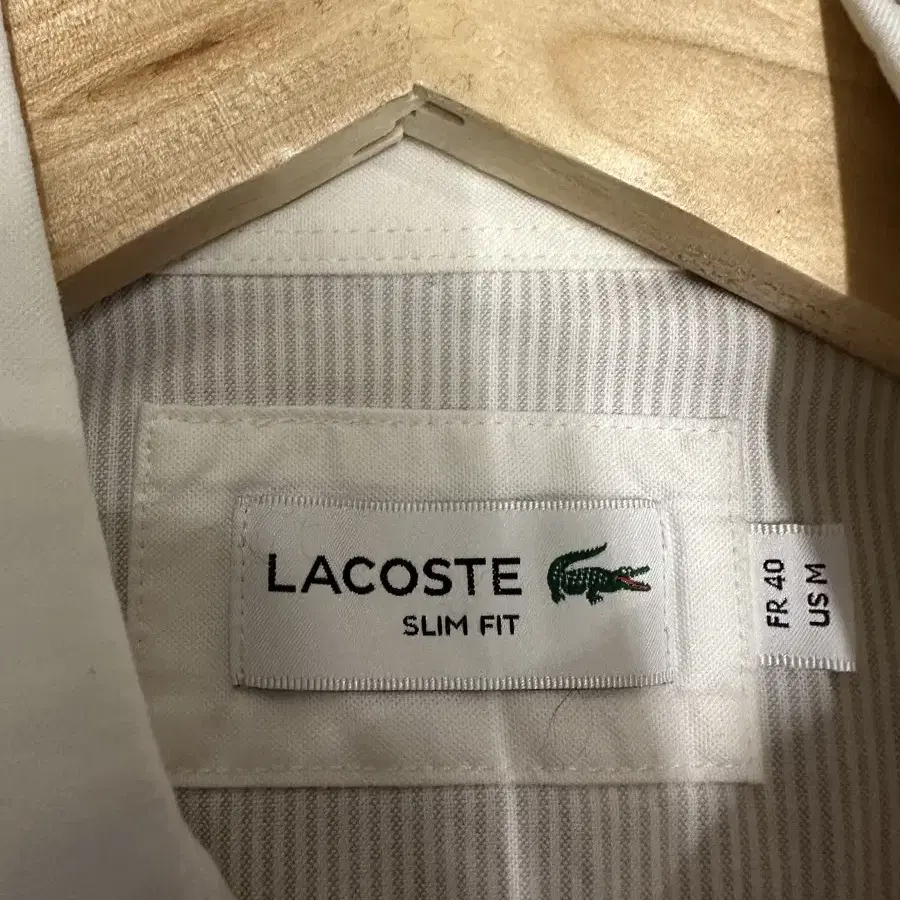 LACOSTE
SLIM FIT
FR 40
US M